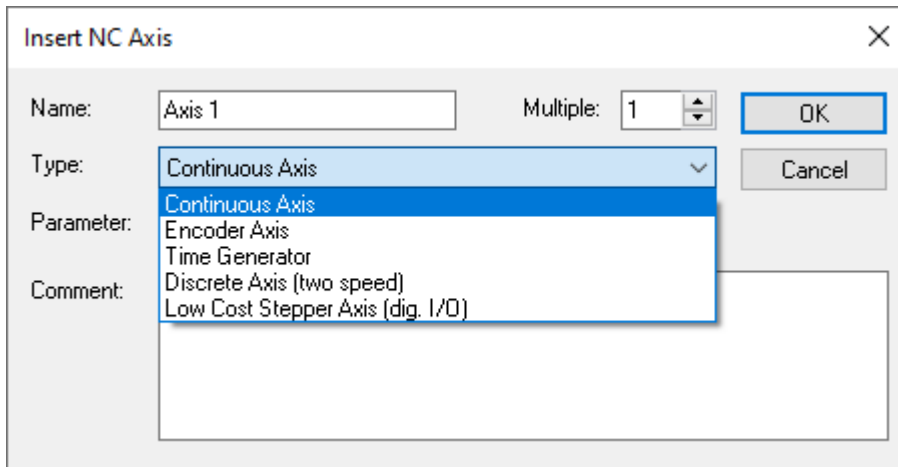 Insert NC Axis
Name: Axis 1 Multiple: 1 OK
Type: Continuous Axis Cancel
Continuous Axis
Parameter:
Encoder Axis
Time Generator
Comment:
Discrete Axis (two speed)
Low Cost Stepper Axis (dig. I/O)